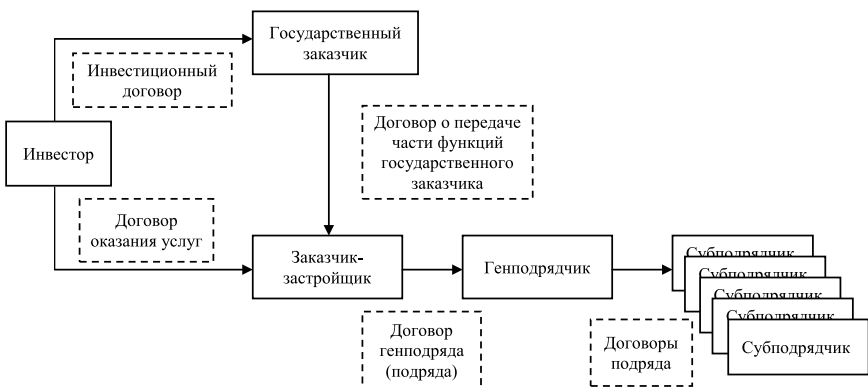 Государственный
заказчик
Инвестиционный
договор
Инвестор
Договор о передаче
части функций
государственного
заказчика
Договор
оказания услуг
Заказчик-
застройщик
Генподрядчик
Субподрядчик
Субподрядчик
Субподрядчик
Субподрядчик
Субподрядчик
Договор
генподряда
(подряда)
Договоры
подряда